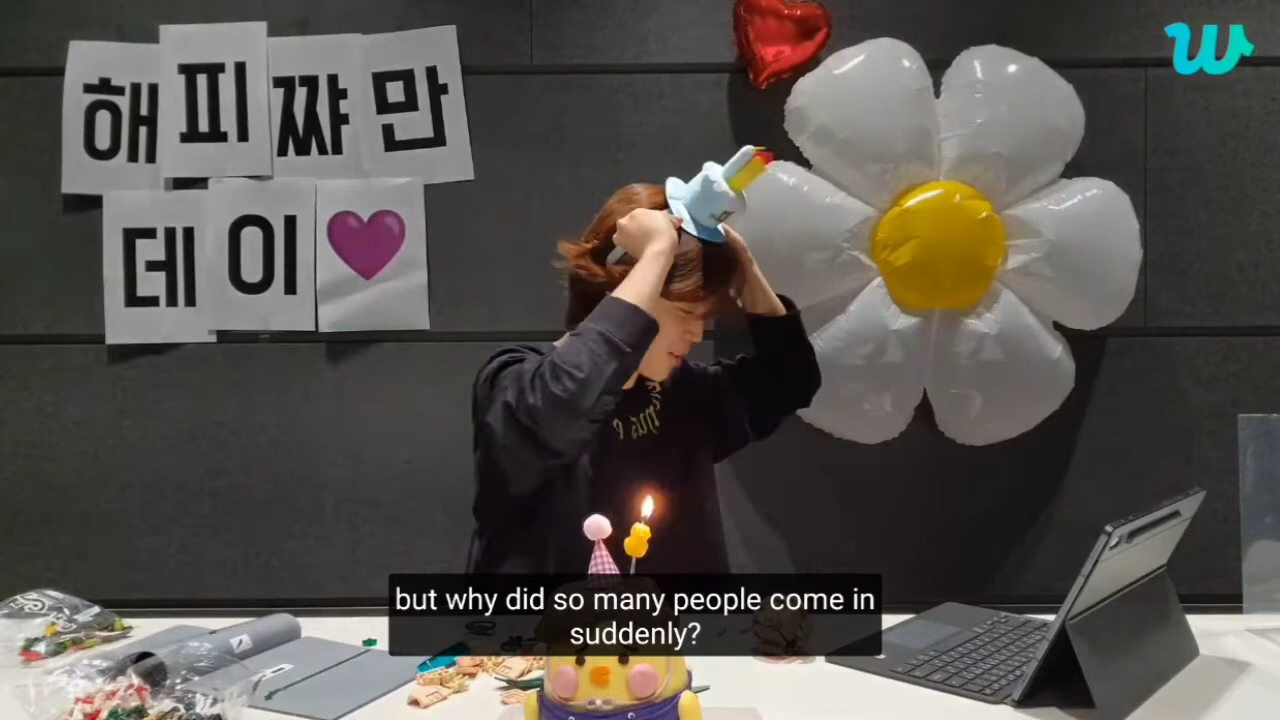 해피쨔만
데이💜
but why did so many people come in
suddenly?